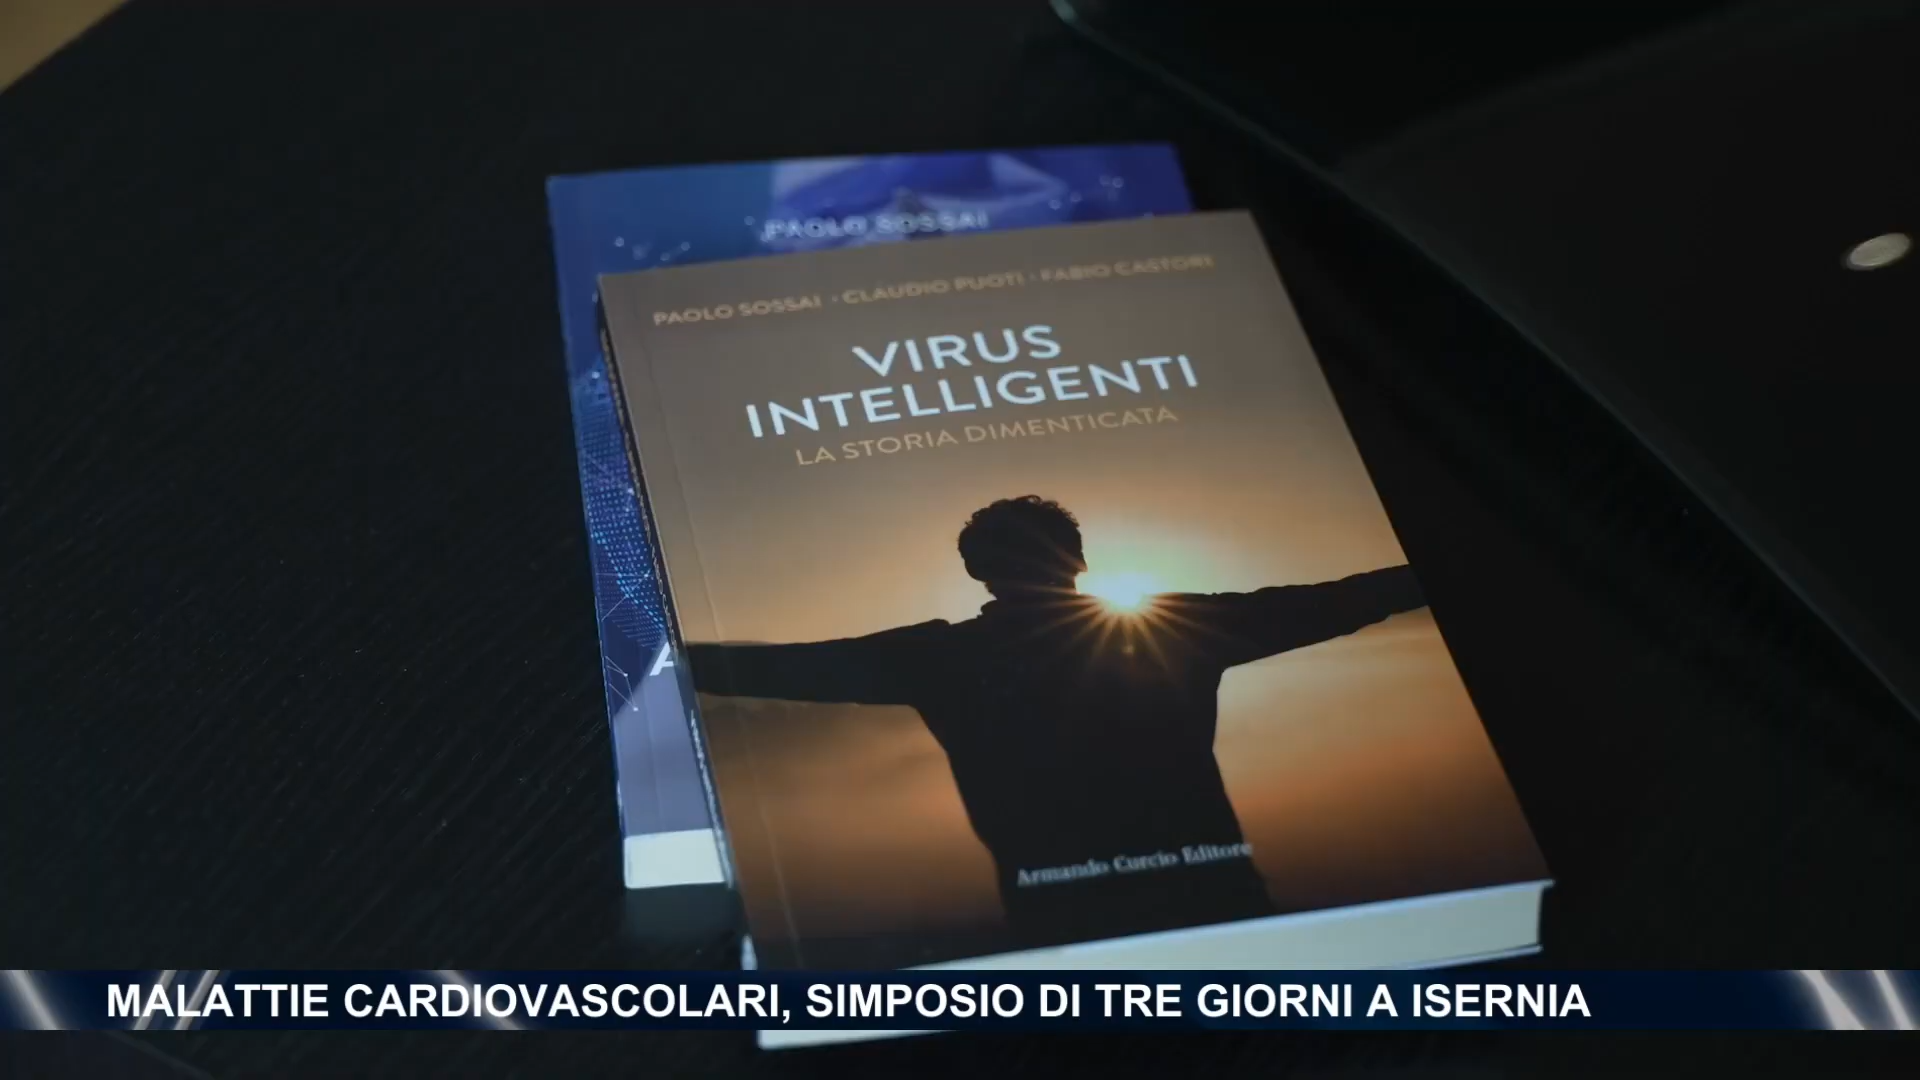 PAOLO SOSSAI
PAOLO SOSSAI · CLAUDIO PUOTI · FABIO CASTORI
VIRUS
INTELLIGENTI
LA STORIA DIMENTICATA
A
Armando Curcio Editore
MALATTIE CARDIOVASCOLARI, SIMPOSIO DI TRE GIORNI A ISERNIA